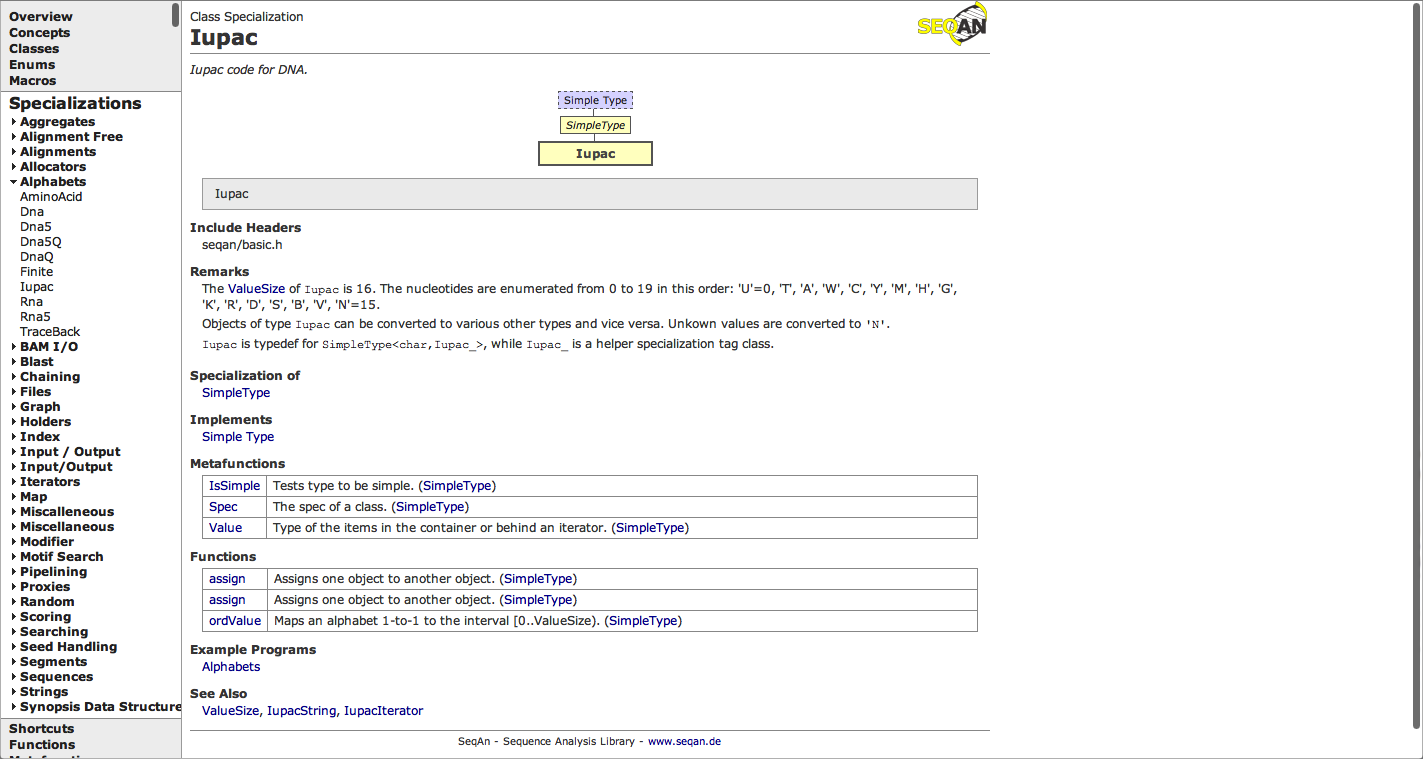 Overview
Concepts
Classes
Enums
Macros
Specializations
Aggregates
Alignment Free
Alignments
Allocators
Alphabets
AminoAcid
Dna
Dna5
Dna5Q
DnaQ
Finite
Iupac
Rna
Rna5
TraceBack
BAM I/O
Blast
Chaining
Files
Graph
Holders
Index
Input / Output
Input/Output
Iterators
Map
Miscalleneous
Miscellaneous
Modifier
Motif Search
Pipelining
Proxies
Random
Scoring
Searching
Seed Handling
Segments
Sequences
Strings
Synopsis Data Structure
Shortcuts
Functions
Class Specialization
Iupac
SEQAN
Iupac code for DNA.
Simple Type
SimpleType
Iupac
Iupac
Include Headers
seqan/basic.h
Remarks
The ValueSize of Iupac is 16. The nucleotides are enumerated from 0 to 19 in this order: 'U'=0, 'T', 'A', 'W', 'C', 'Y', 'M', 'H', 'G',
'K', 'R', 'D', 'S', 'B', 'V', 'N'=15.
Objects of type Iupac can be converted to various other types and vice versa. Unkown values are converted to 'N'.
Iupac is typedef for SimpleType<char,Iupac_>, while Iupac_ is a helper specialization tag class.
Specialization of
SimpleType
Implements
Simple Type
Metafunctions
IsSimple Tests type to be simple. (SimpleType)
Spec The spec of a class. (SimpleType)
Value Type of the items in the container or behind an iterator. (SimpleType)
Functions
assign Assigns one object to another object. (SimpleType)
assign Assigns one object to another object. (SimpleType)
ordValue Maps an alphabet 1-to-1 to the interval [0..ValueSize). (SimpleType)
Example Programs
Alphabets
See Also
ValueSize, IupacString, IupacIterator
SeqAn - Sequence Analysis Library - www.seqan.de